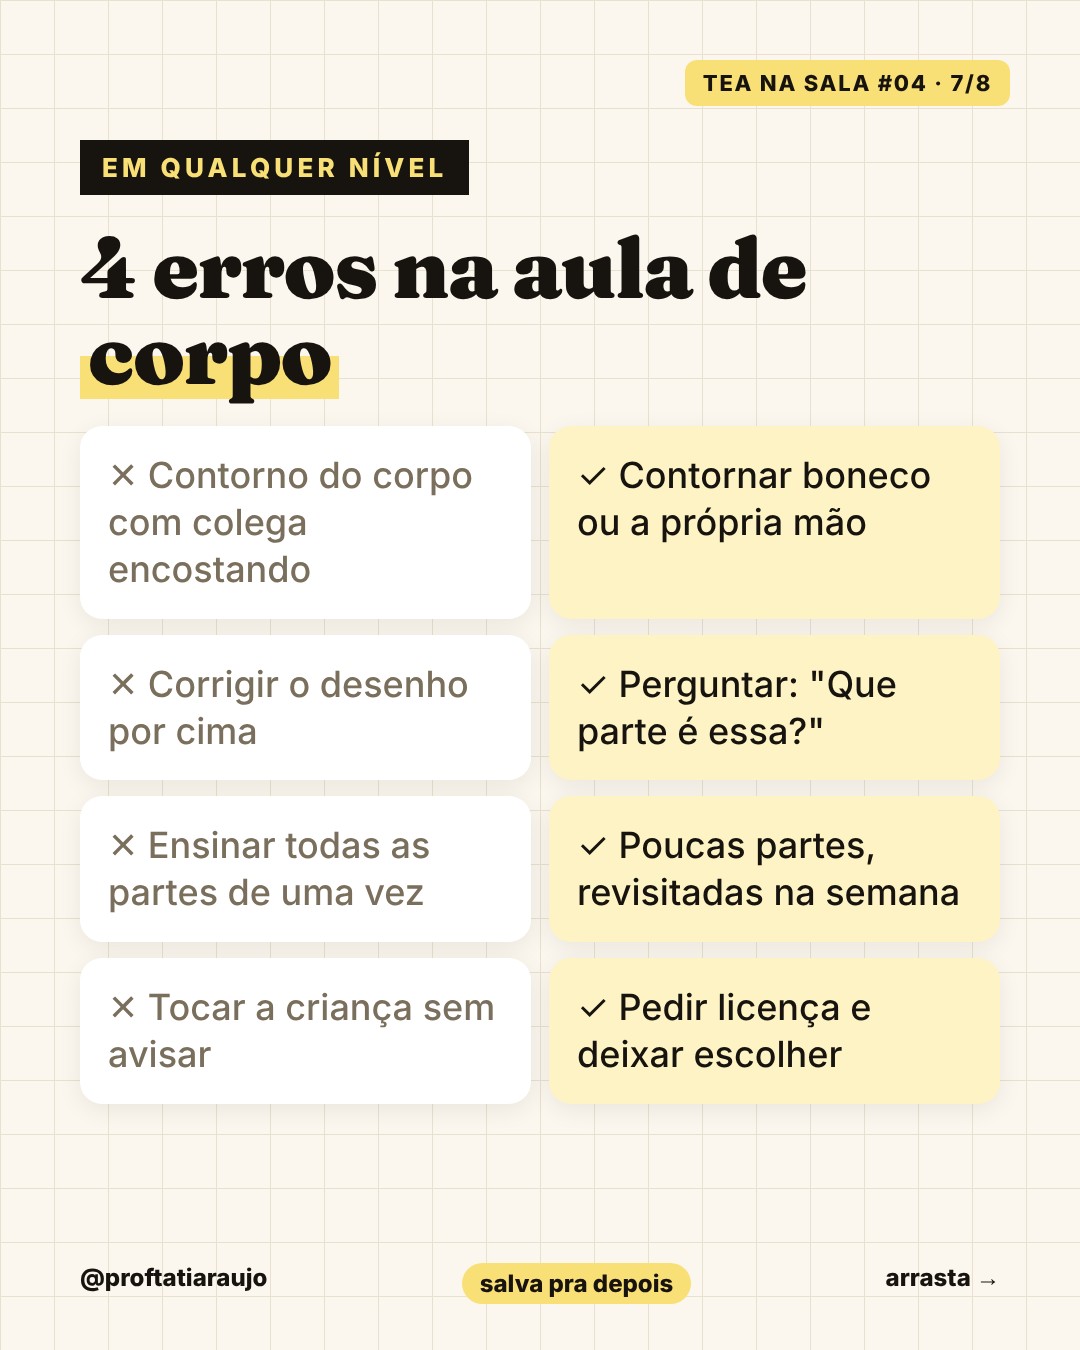 TEA NA SALA #04 · 7/8
EM QUALQUER NÍVEL
4 erros na aula de
corpo
✕ Contorno do corpo
com colega
encostando
✓ Contornar boneco
ou a própria mão
✕ Corrigir o desenho
por cima
✓ Perguntar: "Que
parte é essa?"
✕ Ensinar todas as
partes de uma vez
✓ Poucas partes,
revisitadas na semana
✕ Tocar a criança sem
avisar
✓ Pedir licença e
deixar escolher
@proftatiaraujo
salva pra depois
arrasta →